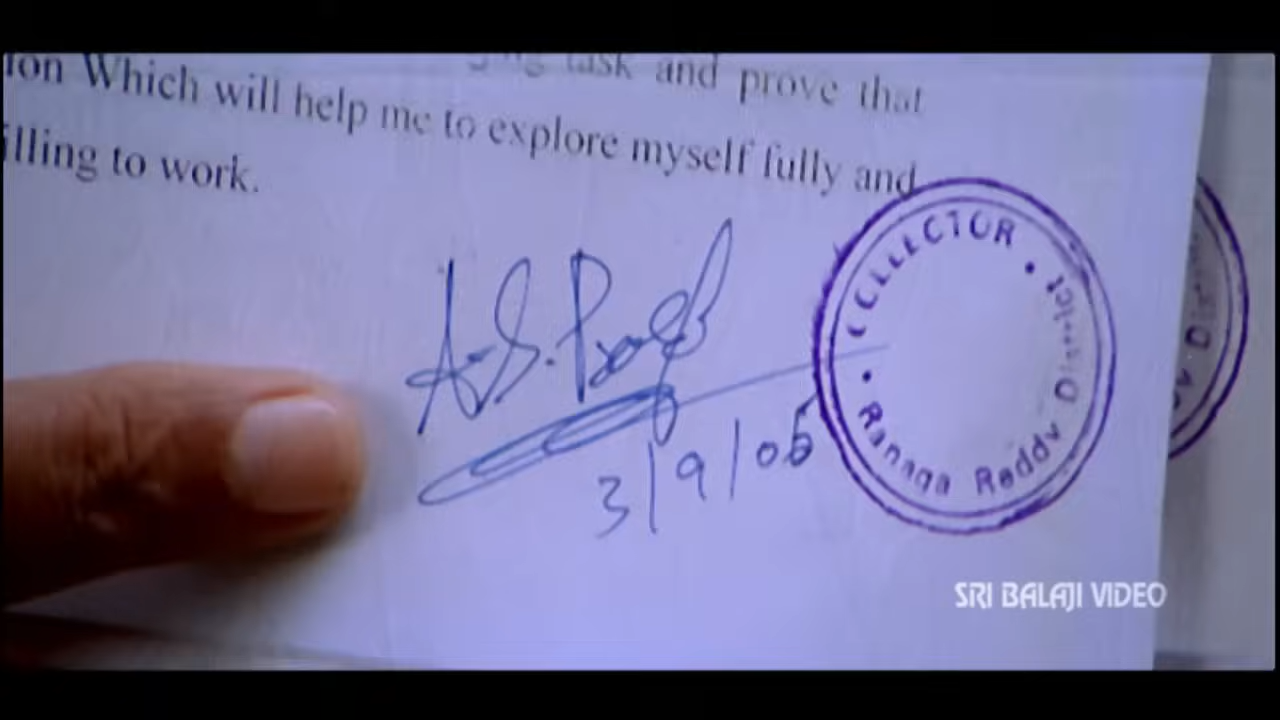 task and prove that
ion Which will help me to explore myself fully and
illing to work.
A.S.
3/9/05
COLLECTOR • District
• Ranaga Reddy D
SRI BALAJI VIDEO